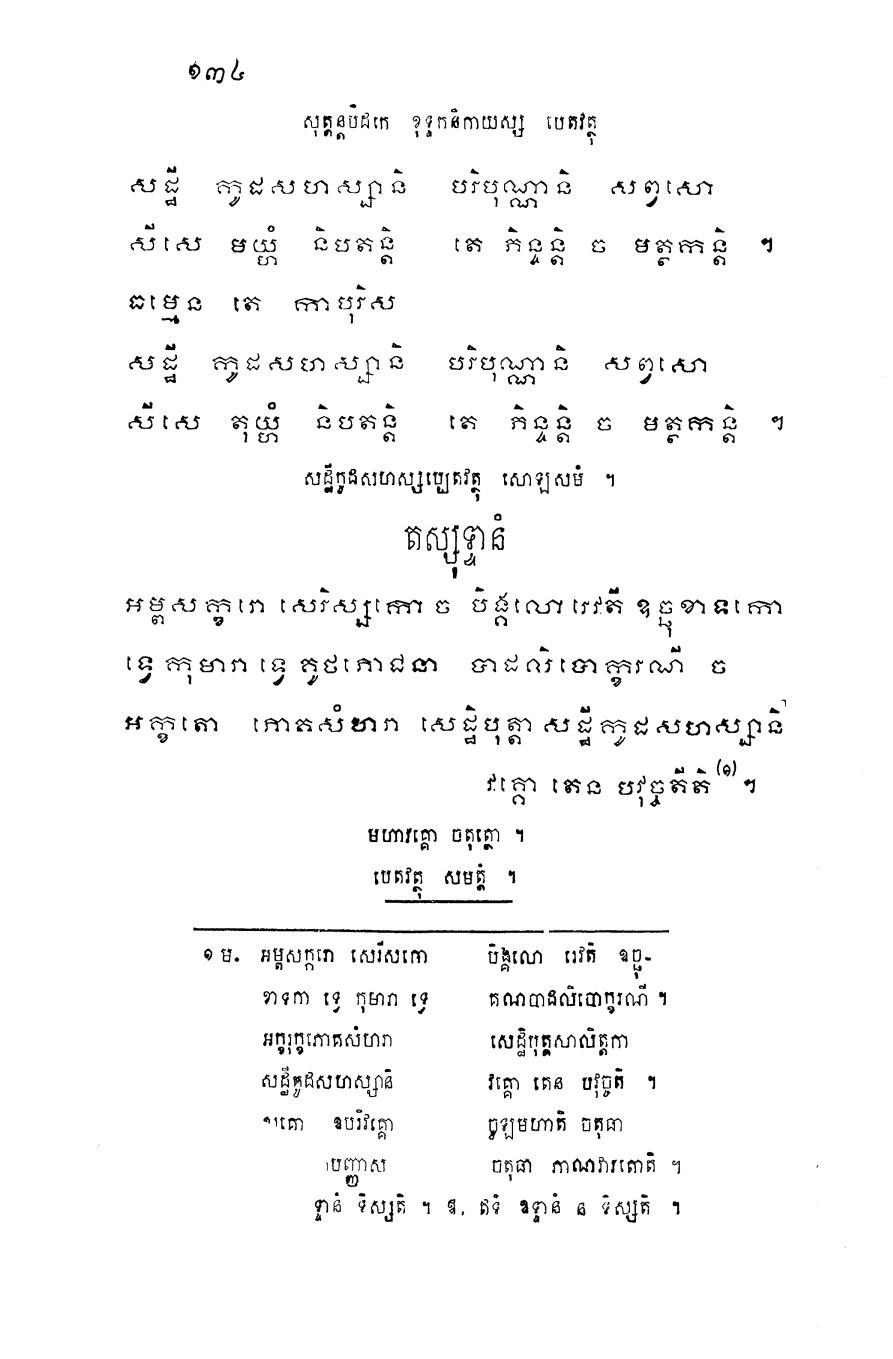 ១៣៤
សុត្តន្តបិដកេ ខុទ្ទកនិកាយស្ស បេតវត្ថុ
សដ្ឋី កូដសហស្សានិ បរិបុណ្ណានិ សព្វសោ
សីសេ មយ្ហំ និបតន្តិ តេ ភិន្ទន្តិ ច មត្ថកន្តិ ។
ធម្មេន តេ កាបុរិស
សដ្ឋី កូដសហស្សានិ បរិបុណ្ណានិ សព្វសោ
សីសេ តុយ្ហំ និបតន្តិ តេ ភិន្ទន្តិ ច មត្ថកន្តិ ។
សដ្ឋីកូដសហស្សប្បេតវត្ថុ សោឡសមំ ។
តស្សុទ្ទានំ
អម្ពសក្ខរោ សេរិស្សកោ ច បិង្គលោ រេវតី ឧច្ឆុខាទកោ
ទ្វេ កុមារា ទ្វេ គូថភោជនា បាដលិបោក្ខរណី ច
អក្ខតោ ភោគសំហរា សេដ្ឋិបុត្តា សដ្ឋីកូដសហស្សានិ
វគ្គោ តេន បវុច្ចតីតិ (១) ។
មហាវគ្គោ ចតុត្ថោ ។
បេតវត្ថុ សមត្តំ ។
១ ម. អម្ពសក្ករោ សេរីសកោ បិង្គលោ រេវតិ ឧច្ឆុ-
ខាទកា ទ្វេ កុមារា ទ្វេ គណបាដលិបោក្ខរណី ។
អក្ខរុក្ខភោគសំហរា សេដ្ឋិបុត្តសាលិត្តកា
សដ្ឋីកូដសហស្សានិ វគ្គោ តេន បវុច្ចតិ ។
ឧបរិវគ្គោ ចូឡមហាតិ ចតុធា
បញ្ញាស ចតុធា ភាណវារតោតិ ។
ទ្ទានំ ទិស្សតិ ។ ឱ. ឥទំ ឧទ្ទានំ ន ទិស្សតិ ។